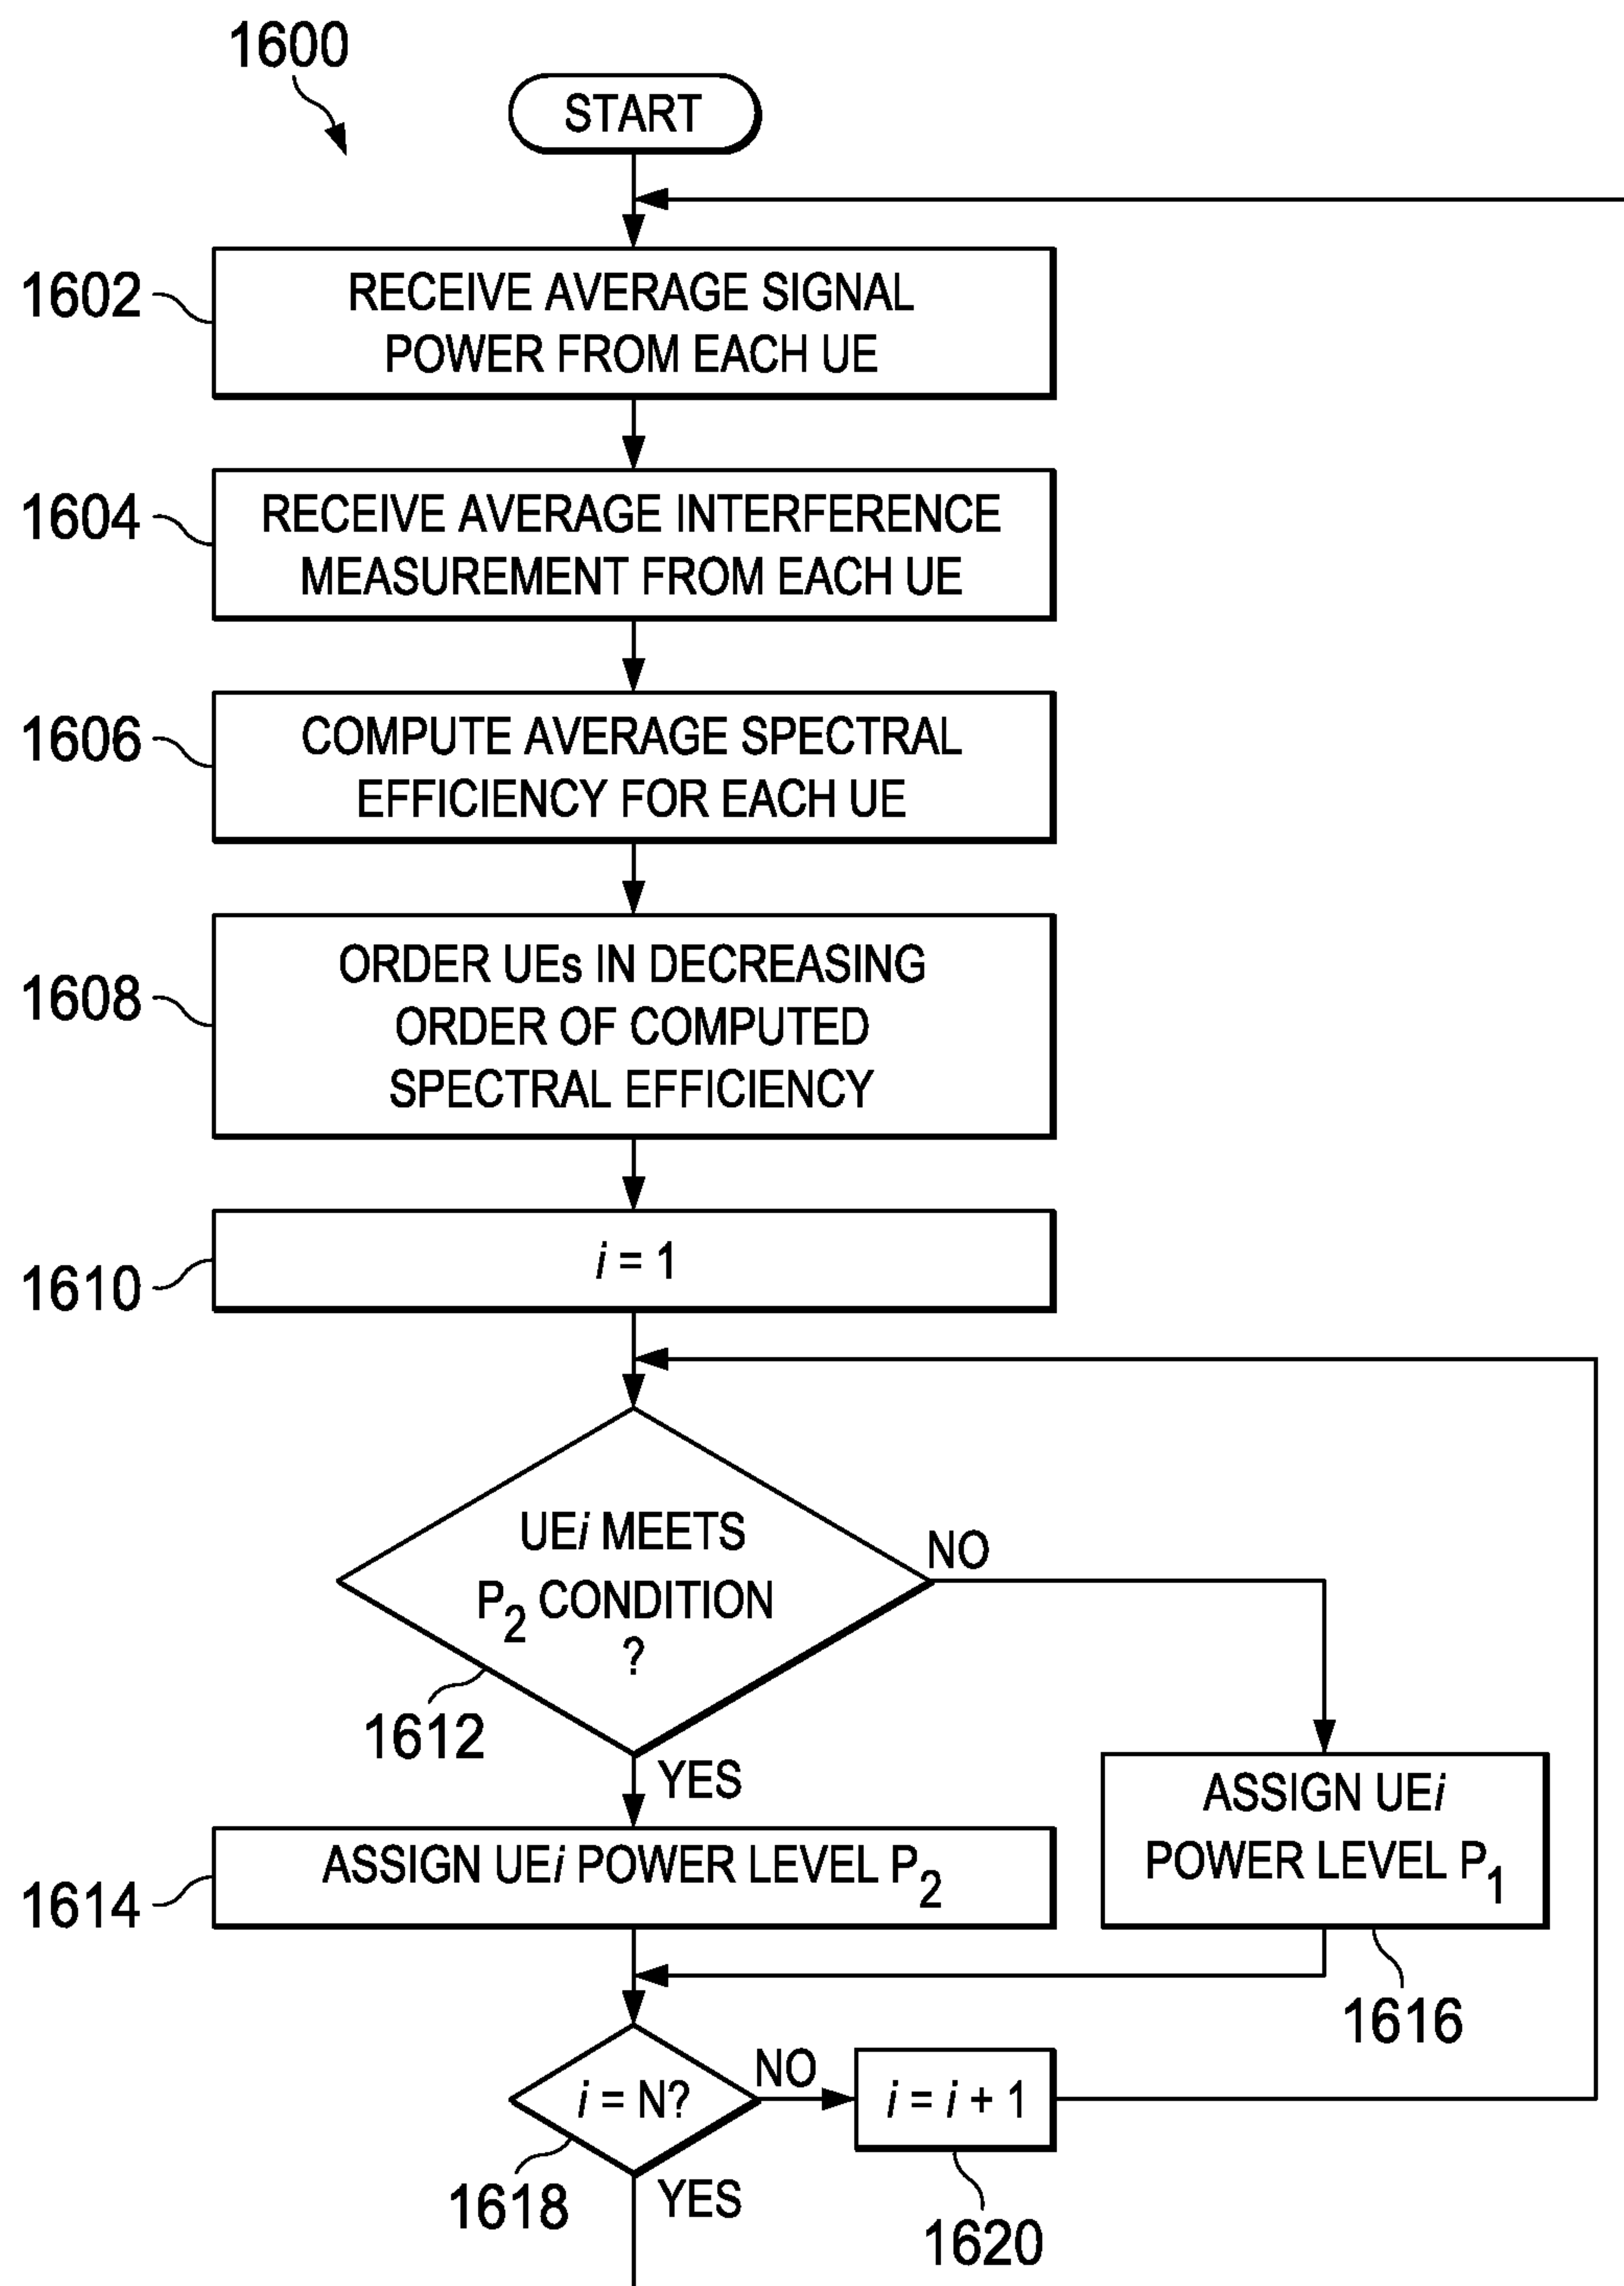 1600
START
1602
RECEIVE AVERAGE SIGNAL
POWER FROM EACH UE
1604
RECEIVE AVERAGE INTERFERENCE
MEASUREMENT FROM EACH UE
1606
COMPUTE AVERAGE SPECTRAL
EFFICIENCY FOR EACH UE
1608
ORDER UEs IN DECREASING
ORDER OF COMPUTED
SPECTRAL EFFICIENCY
1610
i = 1
UEi MEETS
P2 CONDITION
?
NO
1612
YES
ASSIGN UEi
POWER LEVEL P1
1614
ASSIGN UEi POWER LEVEL P2
1616
i = N?
NO
i = i + 1
1618
YES
1620